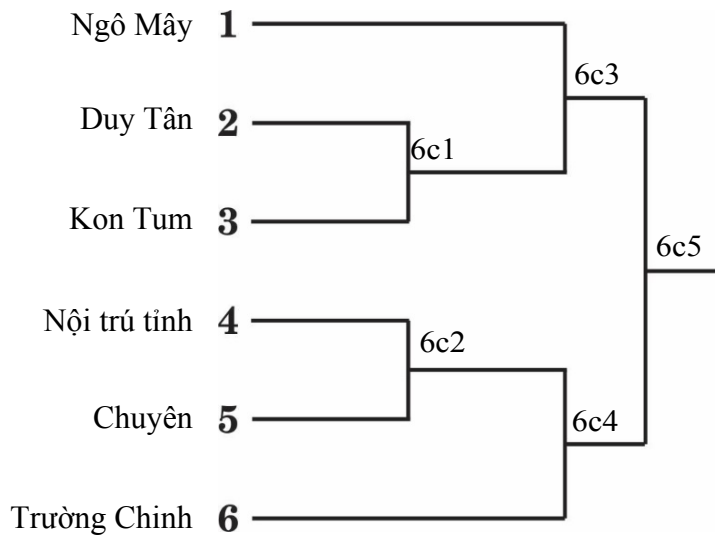 Ngô Mây 1
6c3
Duy Tân 2
6c1
Kon Tum 3
6c5
Nội trú tỉnh 4
6c2
Chuyên 5
6c4
Trường Chinh 6